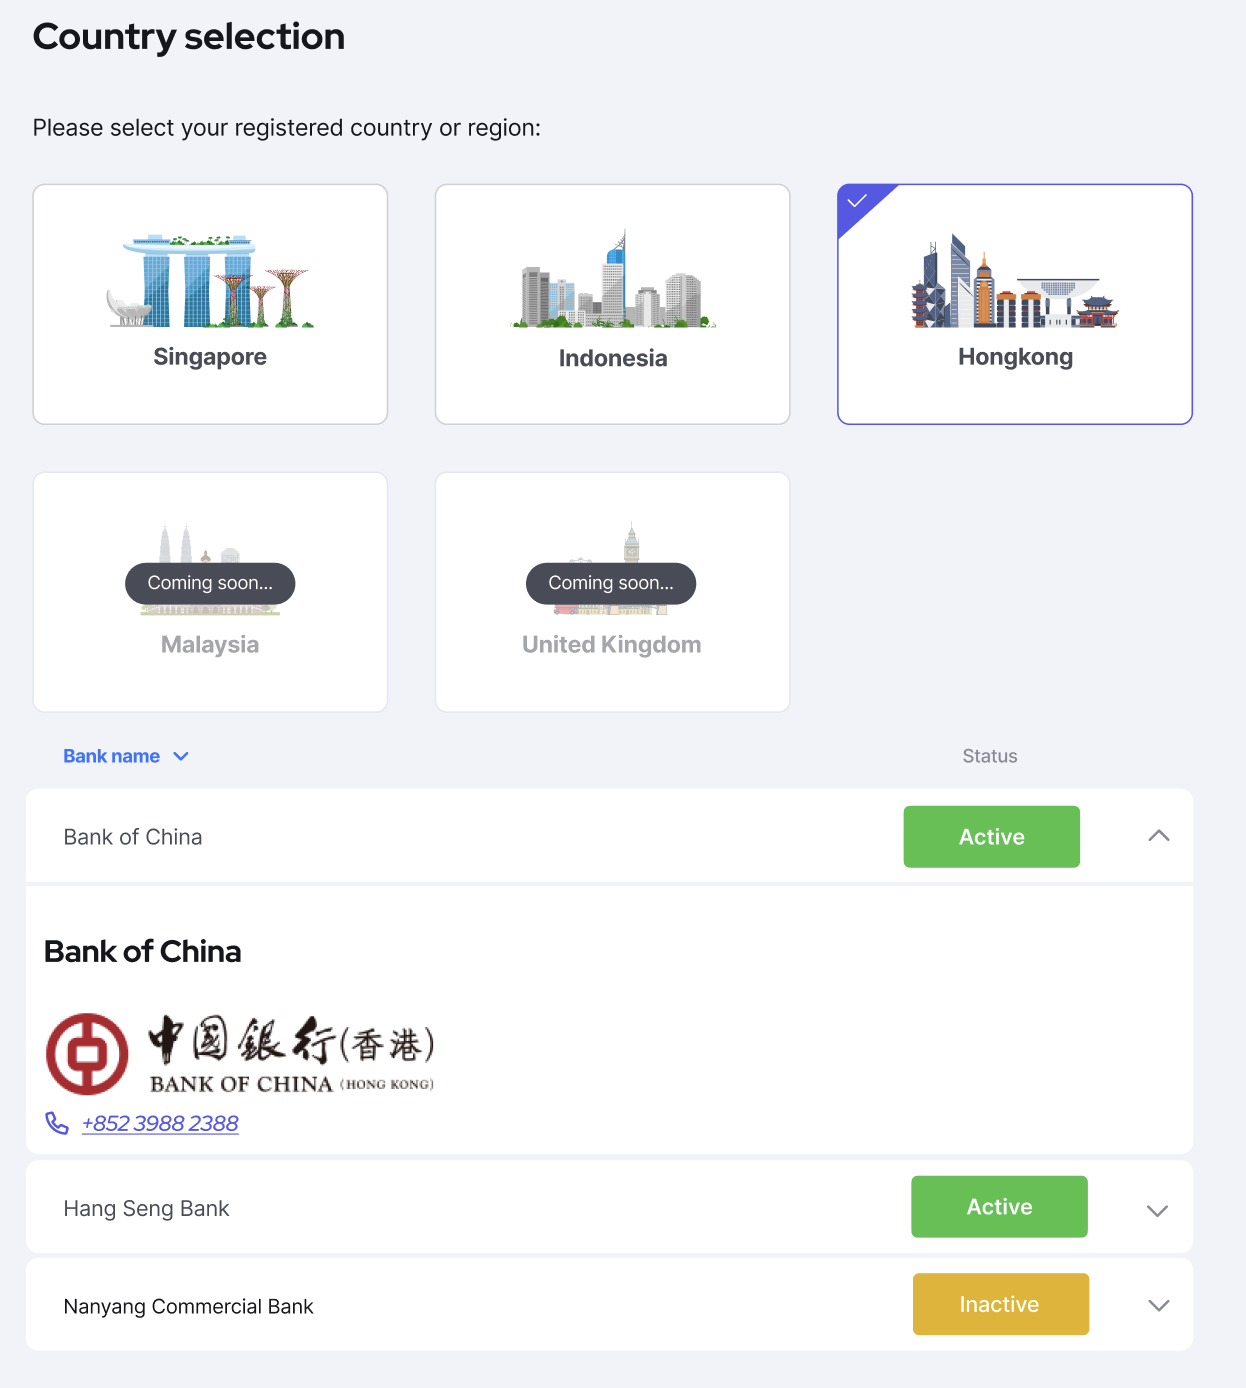 Country selection
Please select your registered country or region:
Singapore
Indonesia
Hongkong
Coming soon...
Coming soon...
Malaysia
United Kingdom
Bank name
Status
Bank of China
Active
Bank of China
中國銀行(香港)
BANK OF CHINA (HONG KONG)
+852 3988 2388
Hang Seng Bank
Active
Nanyang Commercial Bank
Inactive